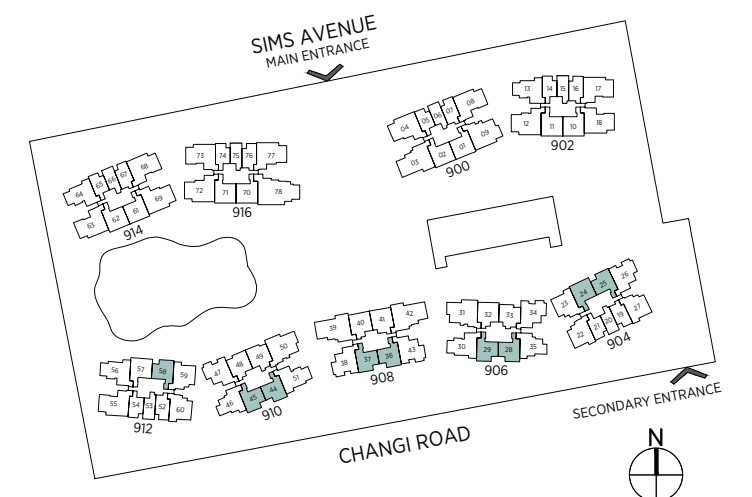 SIMS AVENUE
MAIN ENTRANCE
13 14 15 16 17
12 11 10 18
902
04 05 06 07 08
03 02 01 09
900
73 74 75 76 77
72 71 70 78
916
64 65 66 67 68
63 62 61 69
914
23 24 25 26
22 21 20 19 27
904
31 32 33 34
30 29 28 35
906
39 40 41 42
38 37 36 43
908
47 48 49 50
46 45 44 51
910
56 57 58 59
55 54 53 52 60
912
SECONDARY ENTRANCE
CHANGI ROAD
N